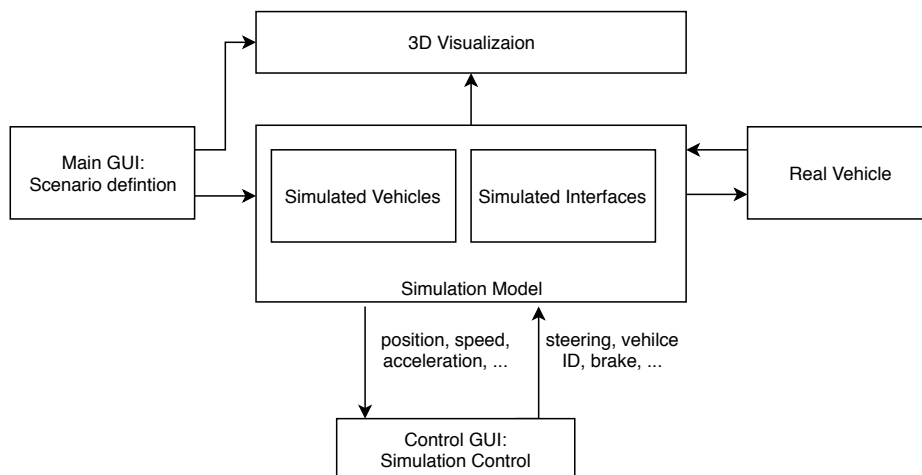 3D Visualizaion
Main GUI:
Scenario defintion
Simulated Vehicles
Simulated Interfaces
Real Vehicle
Simulation Model
position, speed,
acceleration, ...
steering, vehilce
ID, brake, ...
Control GUI:
Simulation Control